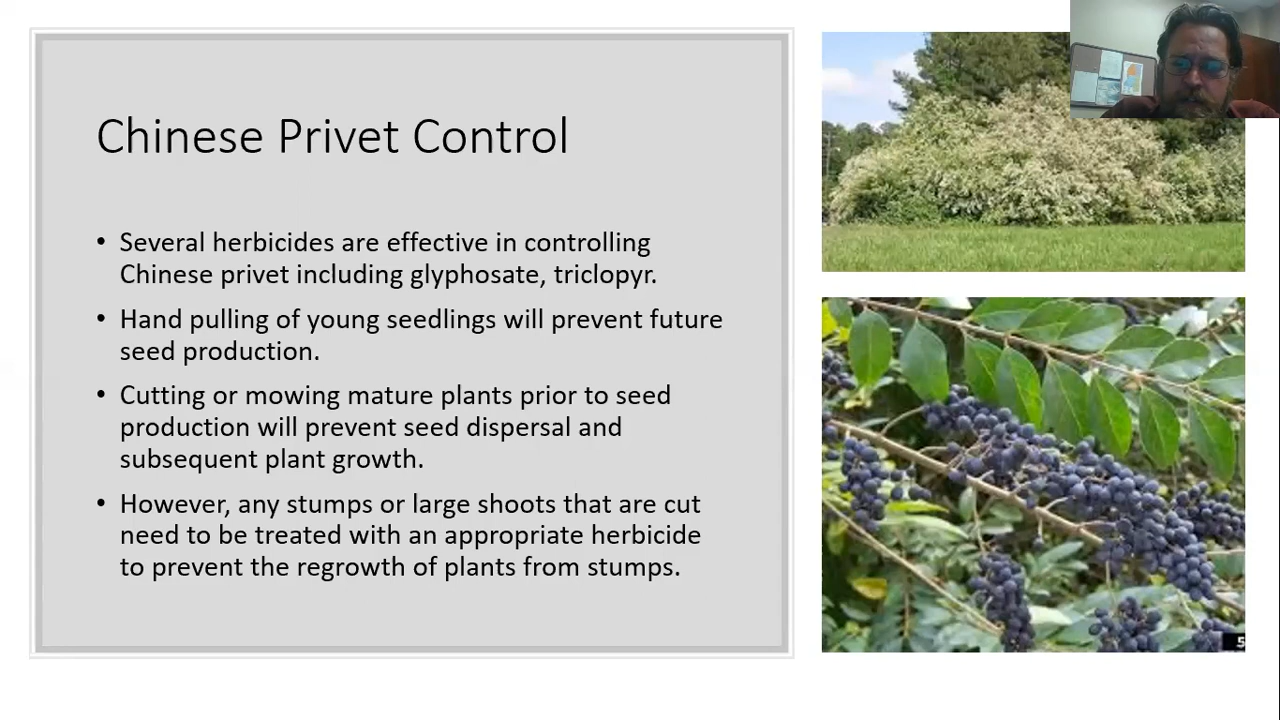 Chinese Privet Control
• Several herbicides are effective in controlling
Chinese privet including glyphosate, triclopyr.
• Hand pulling of young seedlings will prevent future
seed production.
• Cutting or mowing mature plants prior to seed
production will prevent seed dispersal and
subsequent plant growth.
• However, any stumps or large shoots that are cut
need to be treated with an appropriate herbicide
to prevent the regrowth of plants from stumps.
5